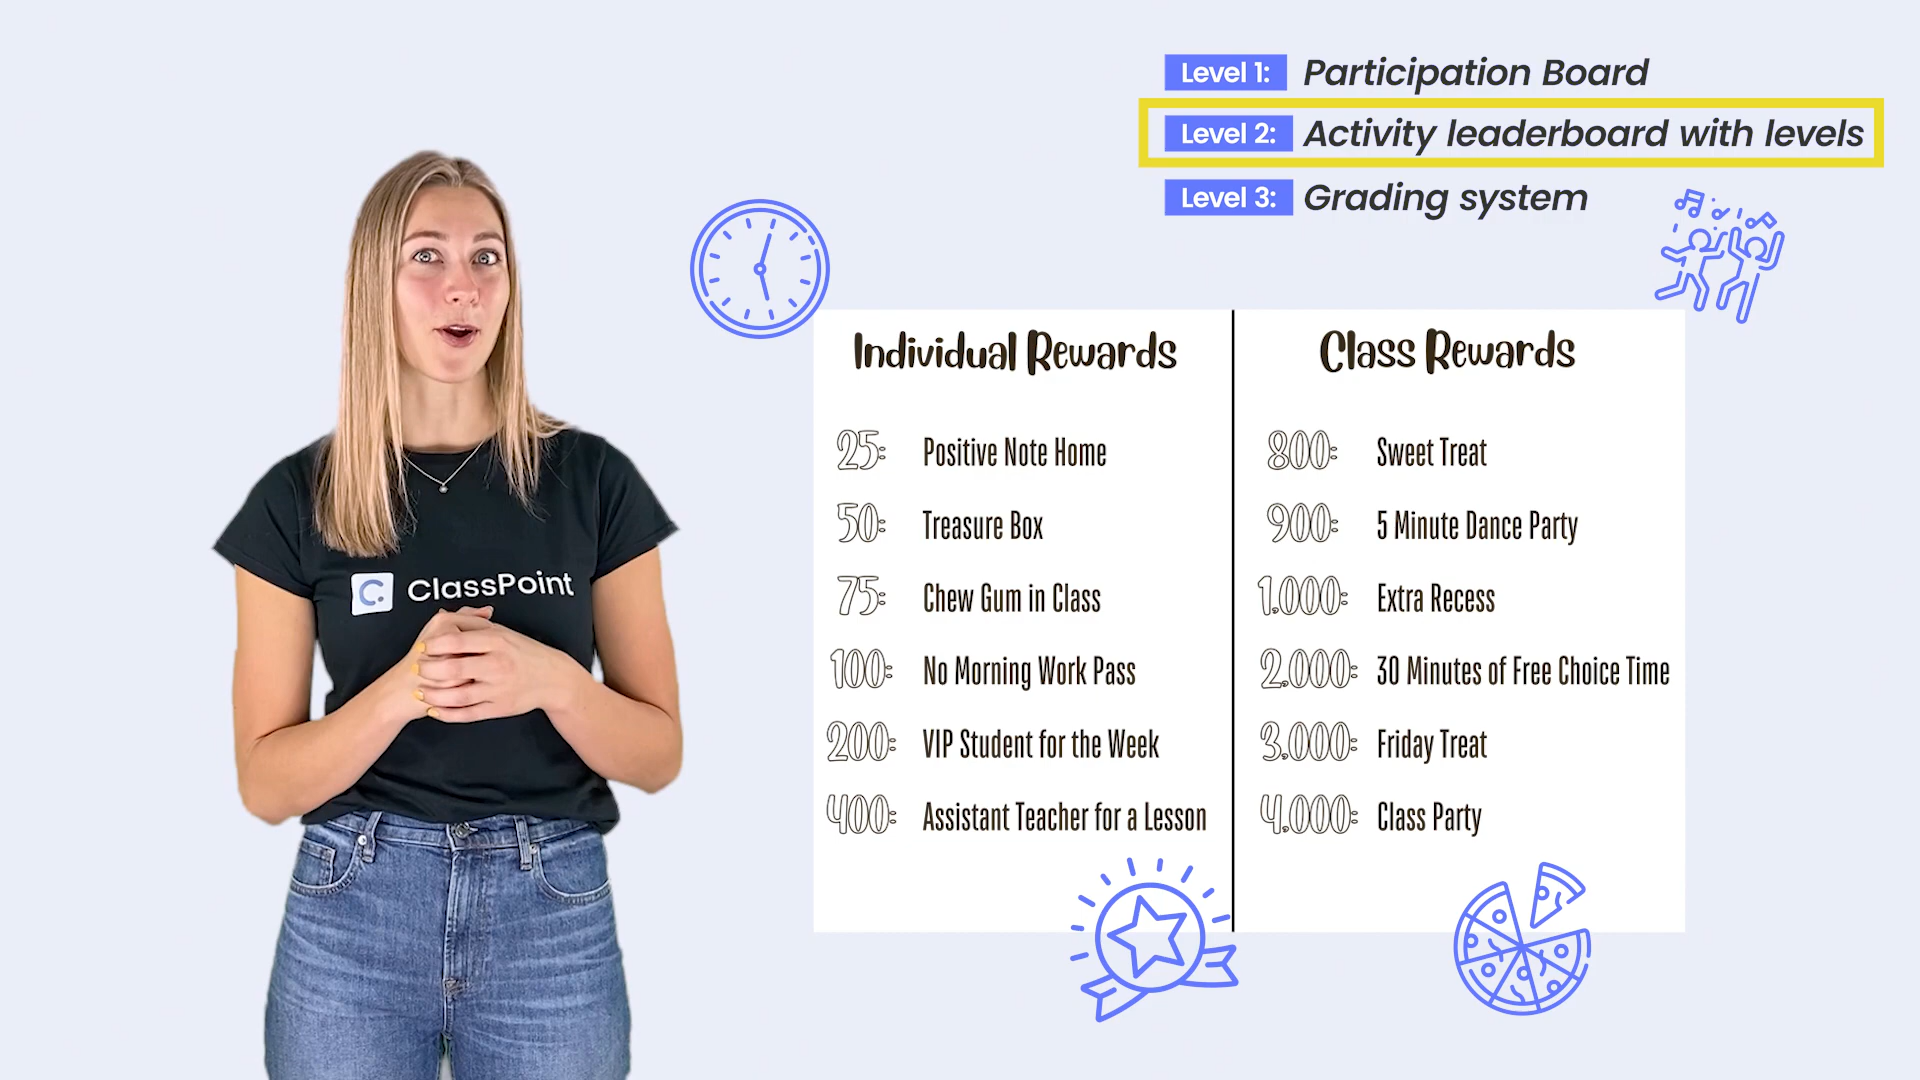 Level 1: Participation Board
Level 2: Activity leaderboard with levels
Level 3: Grading system
Individual Rewards
25: Positive Note Home
50: Treasure Box
75: Chew Gum in Class
100: No Morning Work Pass
200: VIP Student for the Week
400: Assistant Teacher for a Lesson
Class Rewards
800: Sweet Treat
900: 5 Minute Dance Party
1,000: Extra Recess
2,000: 30 Minutes of Free Choice Time
3,000: Friday Treat
4,000: Class Party
C. ClassPoint